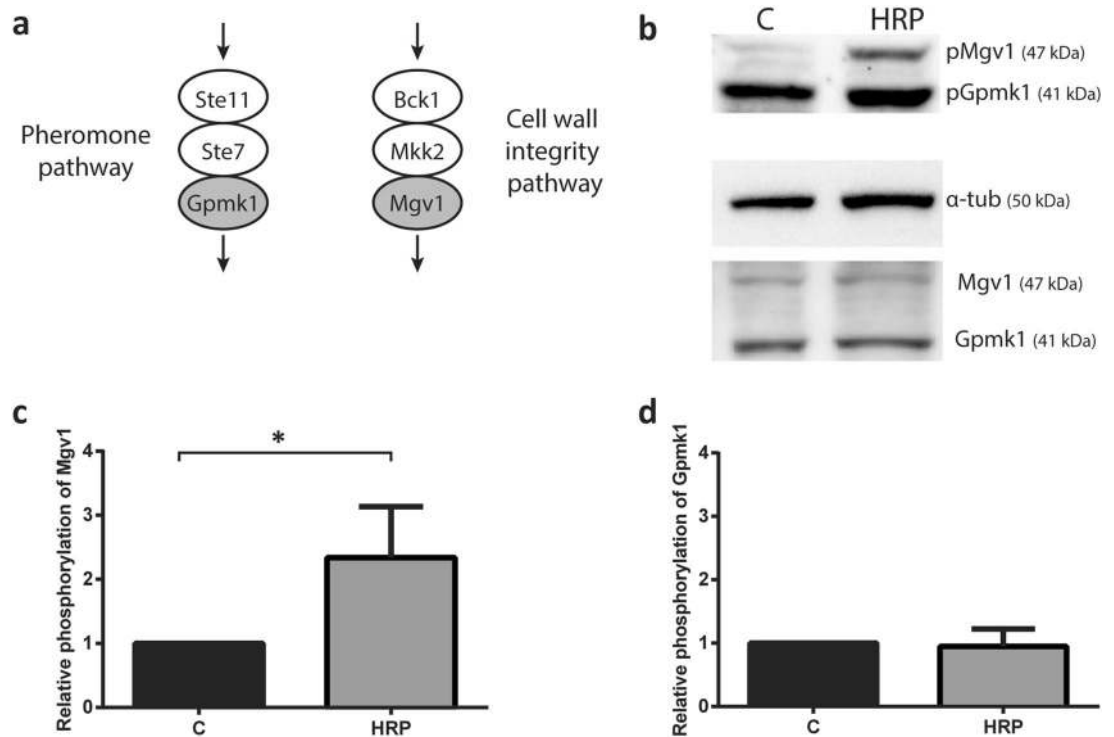 a
Ste11
Ste7
Gpmk1
Pheromone
pathway
Bck1
Mkk2
Mgv1
Cell wall
integrity
pathway
b
C HRP
pMgv1 (47 kDa)
pGpmk1 (41 kDa)
α-tub (50 kDa)
Mgv1 (47 kDa)
Gpmk1 (41 kDa)
c
Relative phosphorylation of Mgv1
4
3
2
1
0
*
C HRP
d
Relative phosphorylation of Gpmk1
4
3
2
1
0
C HRP